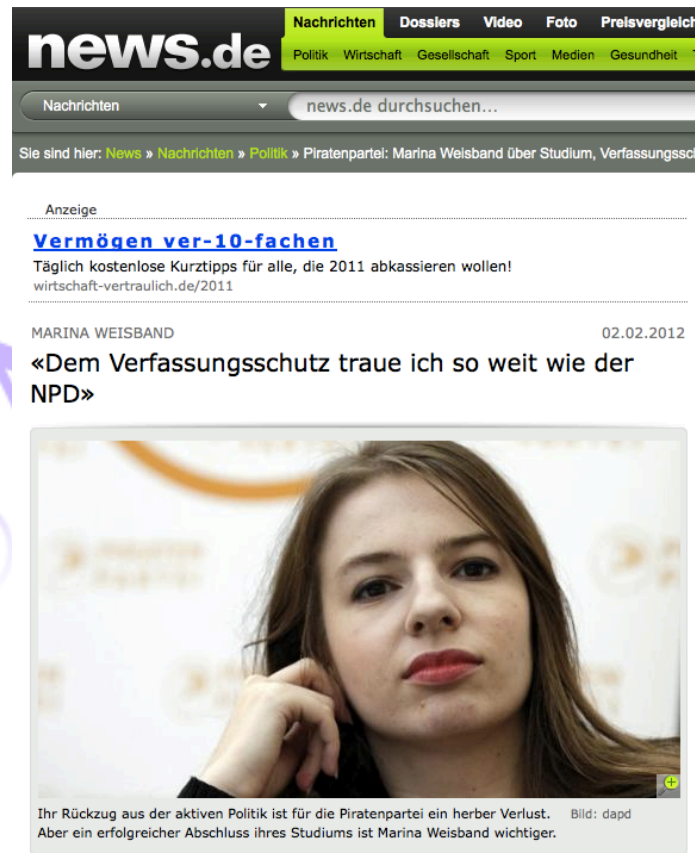 news.de
Nachrichten Dossiers Video Foto Preisvergleich
Politik Wirtschaft Gesellschaft Sport Medien Gesundheit
Nachrichten
news.de durchsuchen...
Sie sind hier: News » Nachrichten » Politik » Piratenpartei: Marina Weisband über Studium, Verfassungssc
Anzeige
Vermögen ver-10-fachen
Täglich kostenlose Kurztipps für alle, die 2011 abkassieren wollen!
wirtschaft-vertraulich.de/2011
MARINA WEISBAND 02.02.2012
«Dem Verfassungsschutz traue ich so weit wie der
NPD»
Ihr Rückzug aus der aktiven Politik ist für die Piratenpartei ein herber Verlust. Bild: dapd
Aber ein erfolgreicher Abschluss ihres Studiums ist Marina Weisband wichtiger.